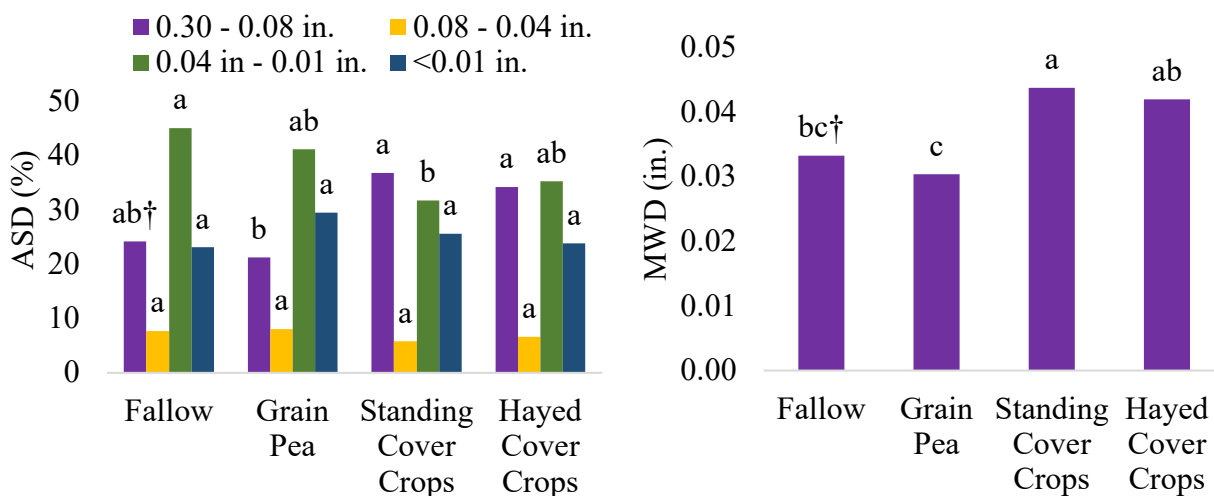 0.30 - 0.08 in. 0.08 - 0.04 in.
0.04 in - 0.01 in. <0.01 in.
ASD (%)
50
40
30
20
10
0
ab† a a a
b a ab a
a a b a
a a ab a
Fallow
Grain
Pea
Standing
Cover
Crops
Hayed
Cover
Crops
MWD (in.)
0.05
0.04
0.03
0.02
0.01
0.00
bc† c a ab
Fallow
Grain
Pea
Standing
Cover
Crops
Hayed
Cover
Crops